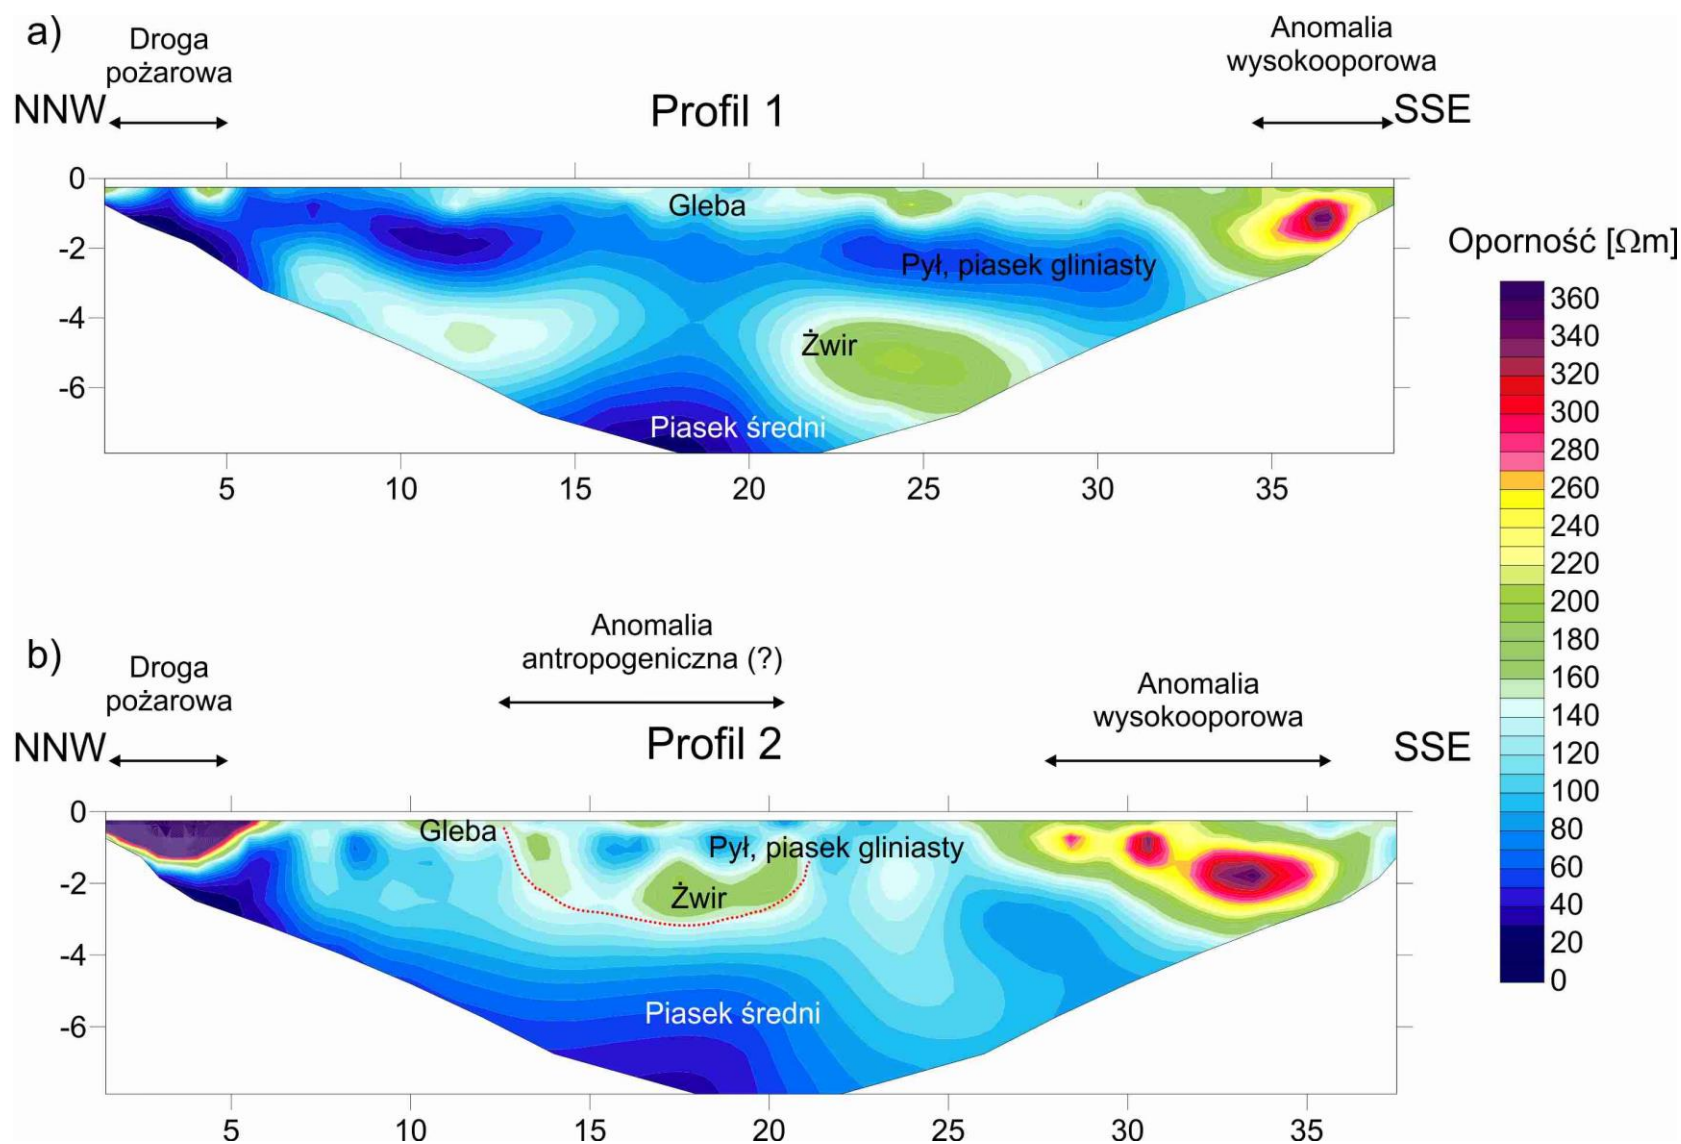 a)
Droga
pożarowa
Anomalia
wysokooporowa
NNW
Profil 1
SSE
0
-2
-4
-6
Gleba
Pył, piasek gliniasty
Żwir
Piasek średni
5
10
15
20
25
30
35
Oporność [Ωm]
360
340
320
300
280
260
240
220
200
180
160
140
120
100
80
60
40
20
0
b)
Droga
pożarowa
Anomalia
antropogeniczna (?)
Anomalia
wysokooporowa
NNW
Profil 2
SSE
0
-2
-4
-6
Gleba
Pył, piasek gliniasty
Żwir
Piasek średni
5
10
15
20
25
30
35